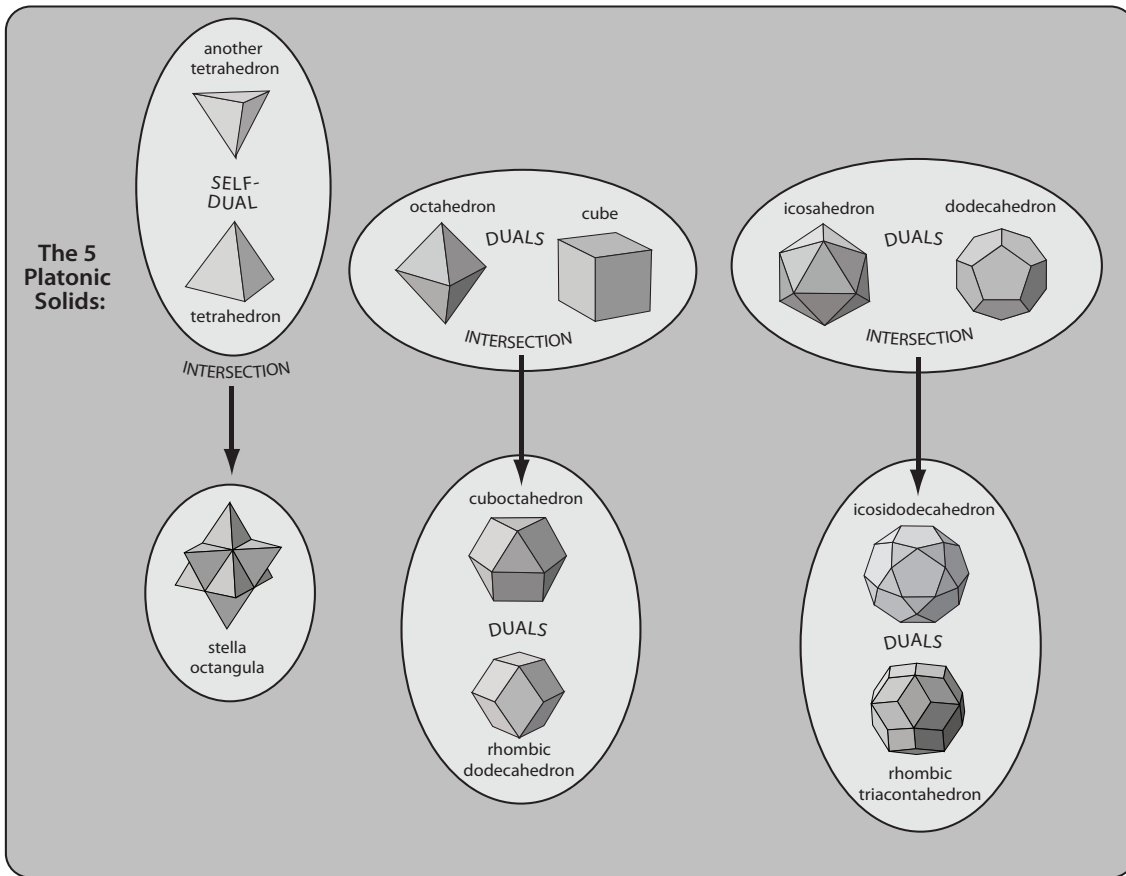 The 5
Platonic
Solids:
another
tetrahedron
SELF-
DUAL
tetrahedron
INTERSECTION
stella
octangula
octahedron
DUALS
cube
INTERSECTION
cuboctahedron
DUALS
rhombic
dodecahedron
icosahedron
DUALS
dodecahedron
INTERSECTION
icosidodecahedron
DUALS
rhombic
triacontahedron